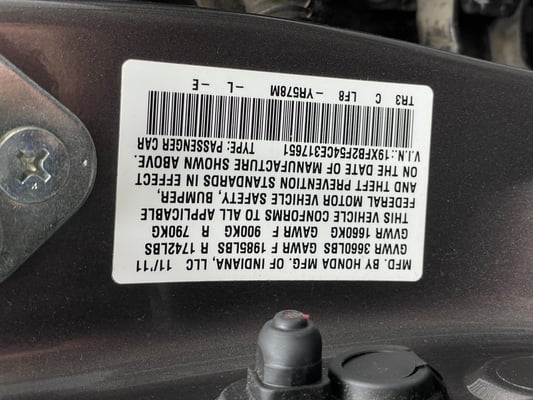 MFD. BY HONDA MFG. OF INDIANA, LLC 11/'11
GVWR 3660LBS GAWR F 1985LBS R 1742LBS
GVWR 1660KG GAWR F 900KG R 790KG
THIS VEHICLE CONFORMS TO ALL APPLICABLE
FEDERAL MOTOR VEHICLE SAFETY, BUMPER,
AND THEFT PREVENTION STANDARDS IN EFFECT
ON THE DATE OF MANUFACTURE SHOWN ABOVE.
V.I.N.:19XFB2F54CE317651 TYPE: PASSENGER CAR
TR3 C LF8 -YR578M -L -E